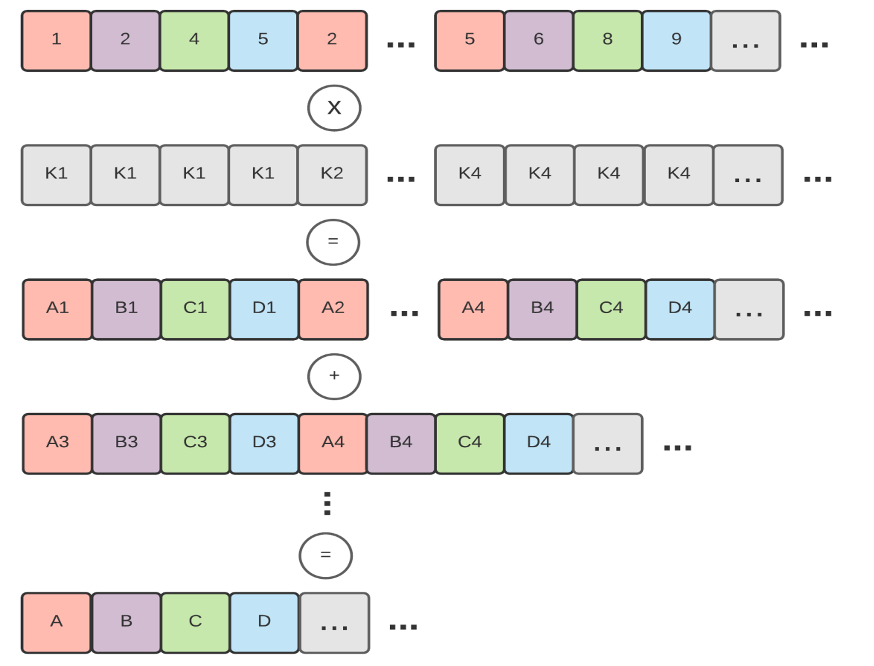 1 2 4 5 2 ... 5 6 8 9 ... ...
X
K1 K1 K1 K1 K2 ... K4 K4 K4 K4 ... ...
=
A1 B1 C1 D1 A2 ... A4 B4 C4 D4 ... ...
+
A3 B3 C3 D3 A4 B4 C4 D4 ... ...
⋮
=
A B C D ... ...